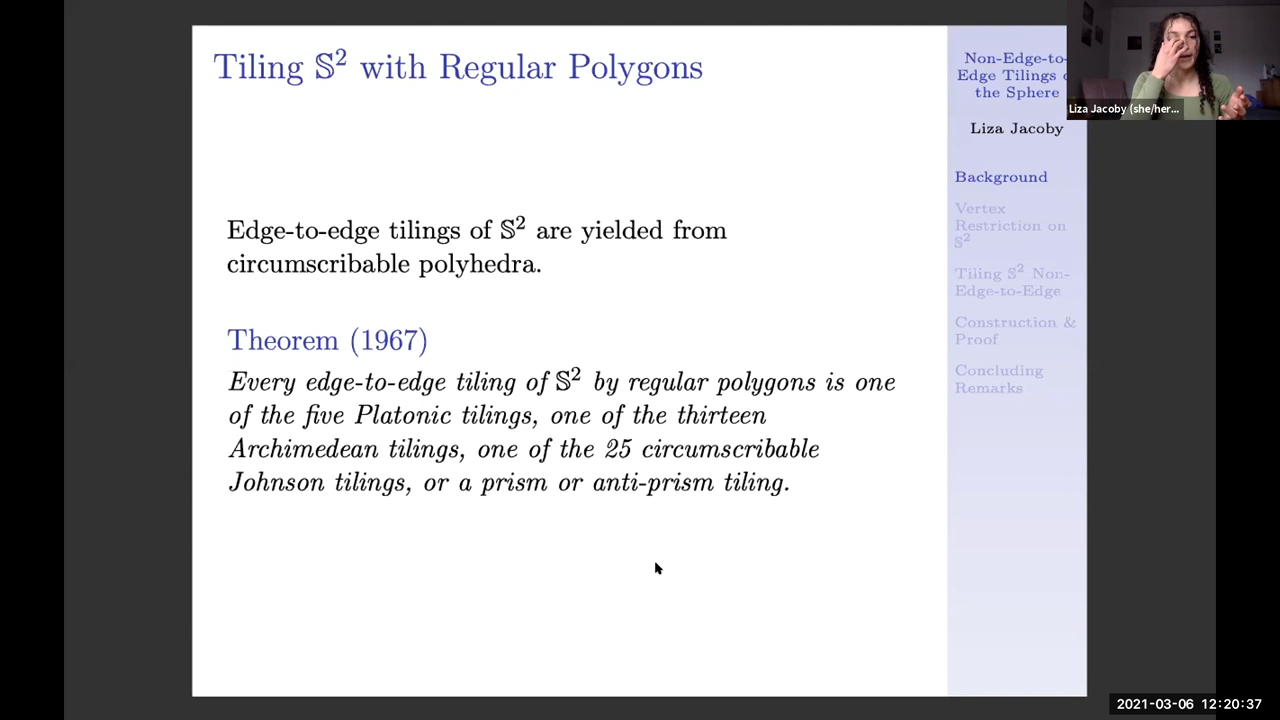 Tiling 𝕊² with Regular Polygons
Edge-to-edge tilings of 𝕊² are yielded from
circumscribable polyhedra.
Theorem (1967)
Every edge-to-edge tiling of 𝕊² by regular polygons is one
of the five Platonic tilings, one of the thirteen
Archimedean tilings, one of the 25 circumscribable
Johnson tilings, or a prism or anti-prism tiling.
Non-Edge-to-
Edge Tilings
the Sphere
Liza Jacoby
Background
Vertex
Restriction on
𝕊²
Tiling 𝕊² Non-
Edge-to-Edge
Construction &
Proof
Concluding
Remarks
Liza Jacoby (she/her...
2021-03-06 12:20:37